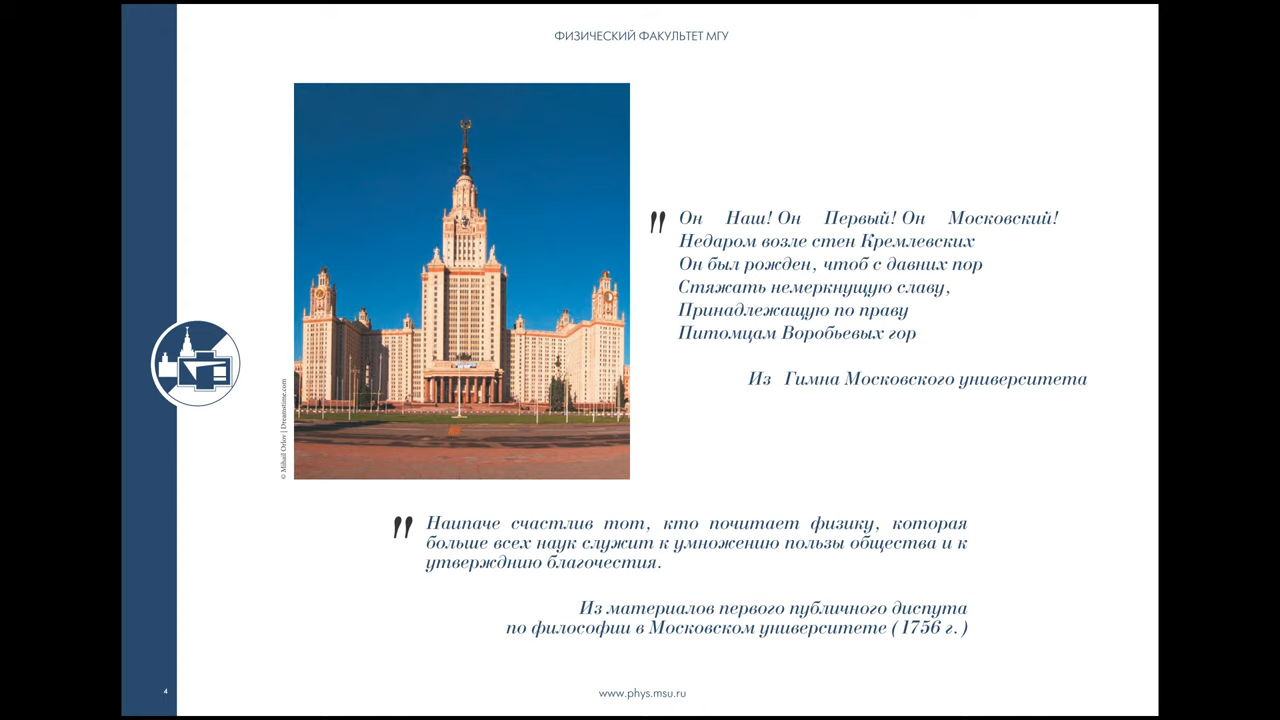 ФИЗИЧЕСКИЙ ФАКУЛЬТЕТ МГУ
" Он Наш! Он Первый! Он Московский!
Недаром возле стен Кремлевских
Он был рожден, чтоб с давних пор
Стяжать немеркнущую славу,
Принадлежащую по праву
Питомцам Воробьевых гор
Из Гимна Московского университета
© Mihail Orlov | Dreamstime.com
" Наипаче счастлив тот, кто почитает физику, которая
больше всех наук служит к умножению пользы общества и к
утвержднию благочестия.
Из материалов первого публичного диспута
по философии в Московском университете ( 1756 г. )
4
www.phys.msu.ru